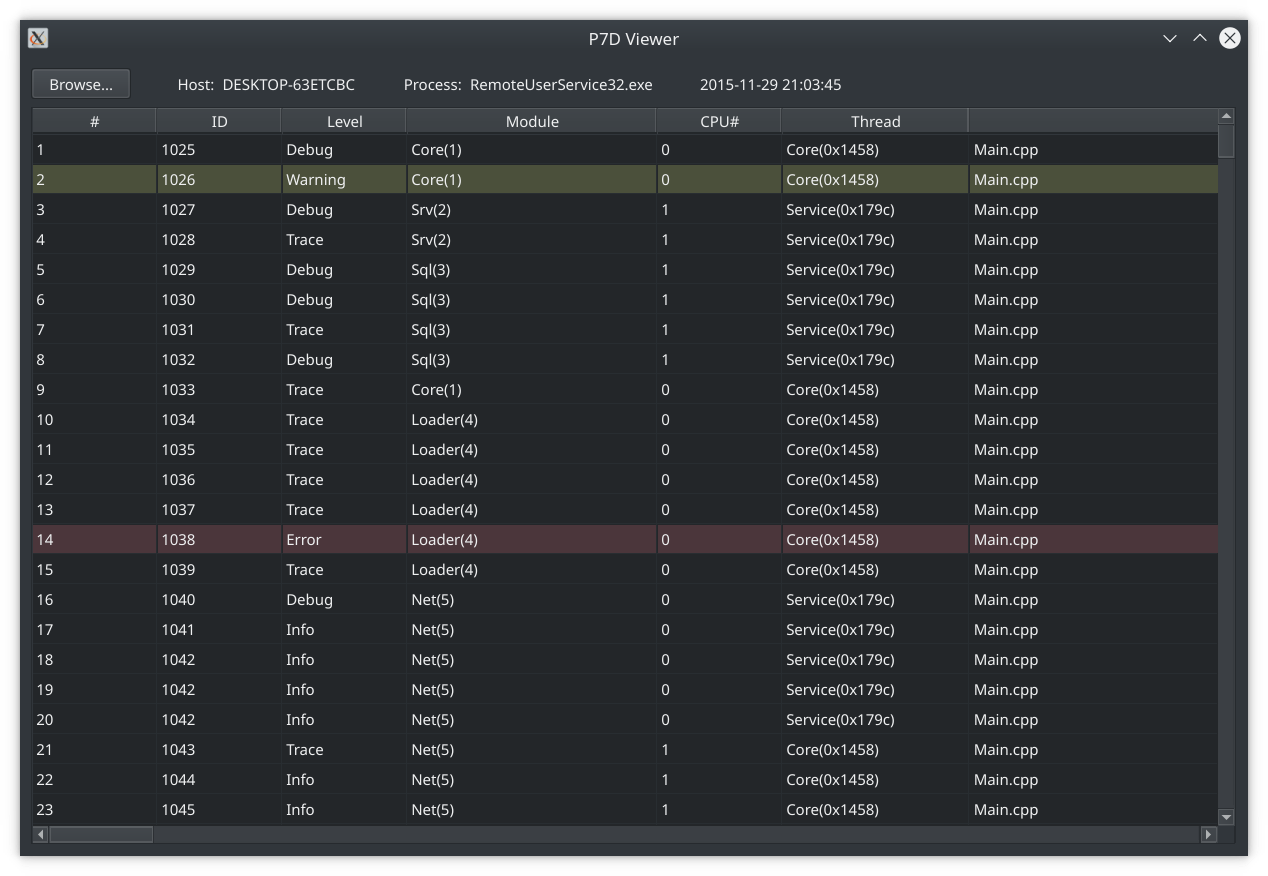 P7D Viewer
Browse... Host: DESKTOP-63ETCBC Process: RemoteUserService32.exe 2015-11-29 21:03:45
# ID Level Module CPU# Thread
1 1025 Debug Core(1) 0 Core(0x1458) Main.cpp
2 1026 Warning Core(1) 0 Core(0x1458) Main.cpp
3 1027 Debug Srv(2) 1 Service(0x179c) Main.cpp
4 1028 Trace Srv(2) 1 Service(0x179c) Main.cpp
5 1029 Debug Sql(3) 1 Service(0x179c) Main.cpp
6 1030 Debug Sql(3) 1 Service(0x179c) Main.cpp
7 1031 Trace Sql(3) 1 Service(0x179c) Main.cpp
8 1032 Debug Sql(3) 1 Service(0x179c) Main.cpp
9 1033 Trace Core(1) 0 Core(0x1458) Main.cpp
10 1034 Trace Loader(4) 0 Core(0x1458) Main.cpp
11 1035 Trace Loader(4) 0 Core(0x1458) Main.cpp
12 1036 Trace Loader(4) 0 Core(0x1458) Main.cpp
13 1037 Trace Loader(4) 0 Core(0x1458) Main.cpp
14 1038 Error Loader(4) 0 Core(0x1458) Main.cpp
15 1039 Trace Loader(4) 0 Core(0x1458) Main.cpp
16 1040 Debug Net(5) 0 Service(0x179c) Main.cpp
17 1041 Info Net(5) 0 Service(0x179c) Main.cpp
18 1042 Info Net(5) 0 Service(0x179c) Main.cpp
19 1042 Info Net(5) 0 Service(0x179c) Main.cpp
20 1042 Info Net(5) 0 Service(0x179c) Main.cpp
21 1043 Trace Net(5) 1 Core(0x1458) Main.cpp
22 1044 Info Net(5) 1 Core(0x1458) Main.cpp
23 1045 Info Net(5) 1 Core(0x1458) Main.cpp